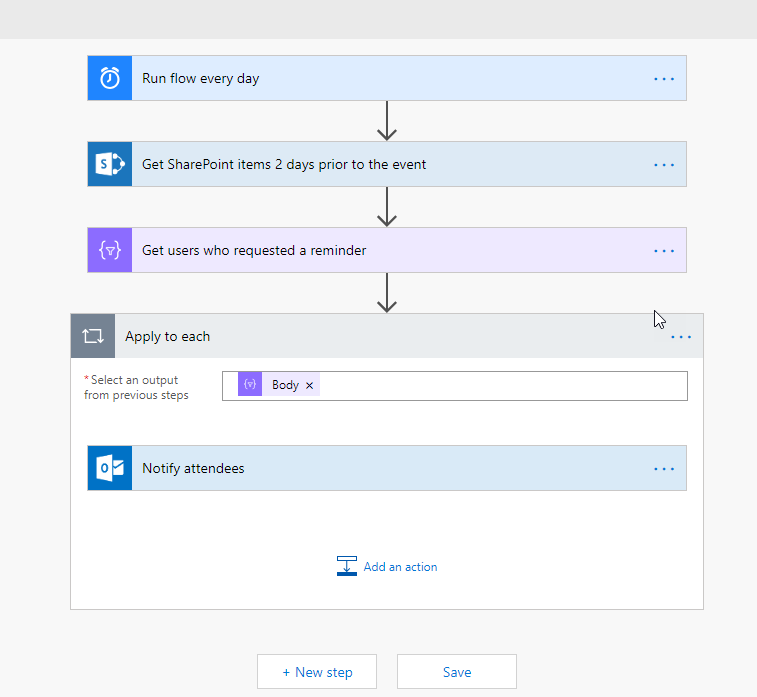 Run flow every day
...
S
Get SharePoint items 2 days prior to the event
...
Get users who requested a reminder
...
Apply to each
...
* Select an output
from previous steps
Body ×
O
Notify attendees
...
Add an action
+ New step
Save